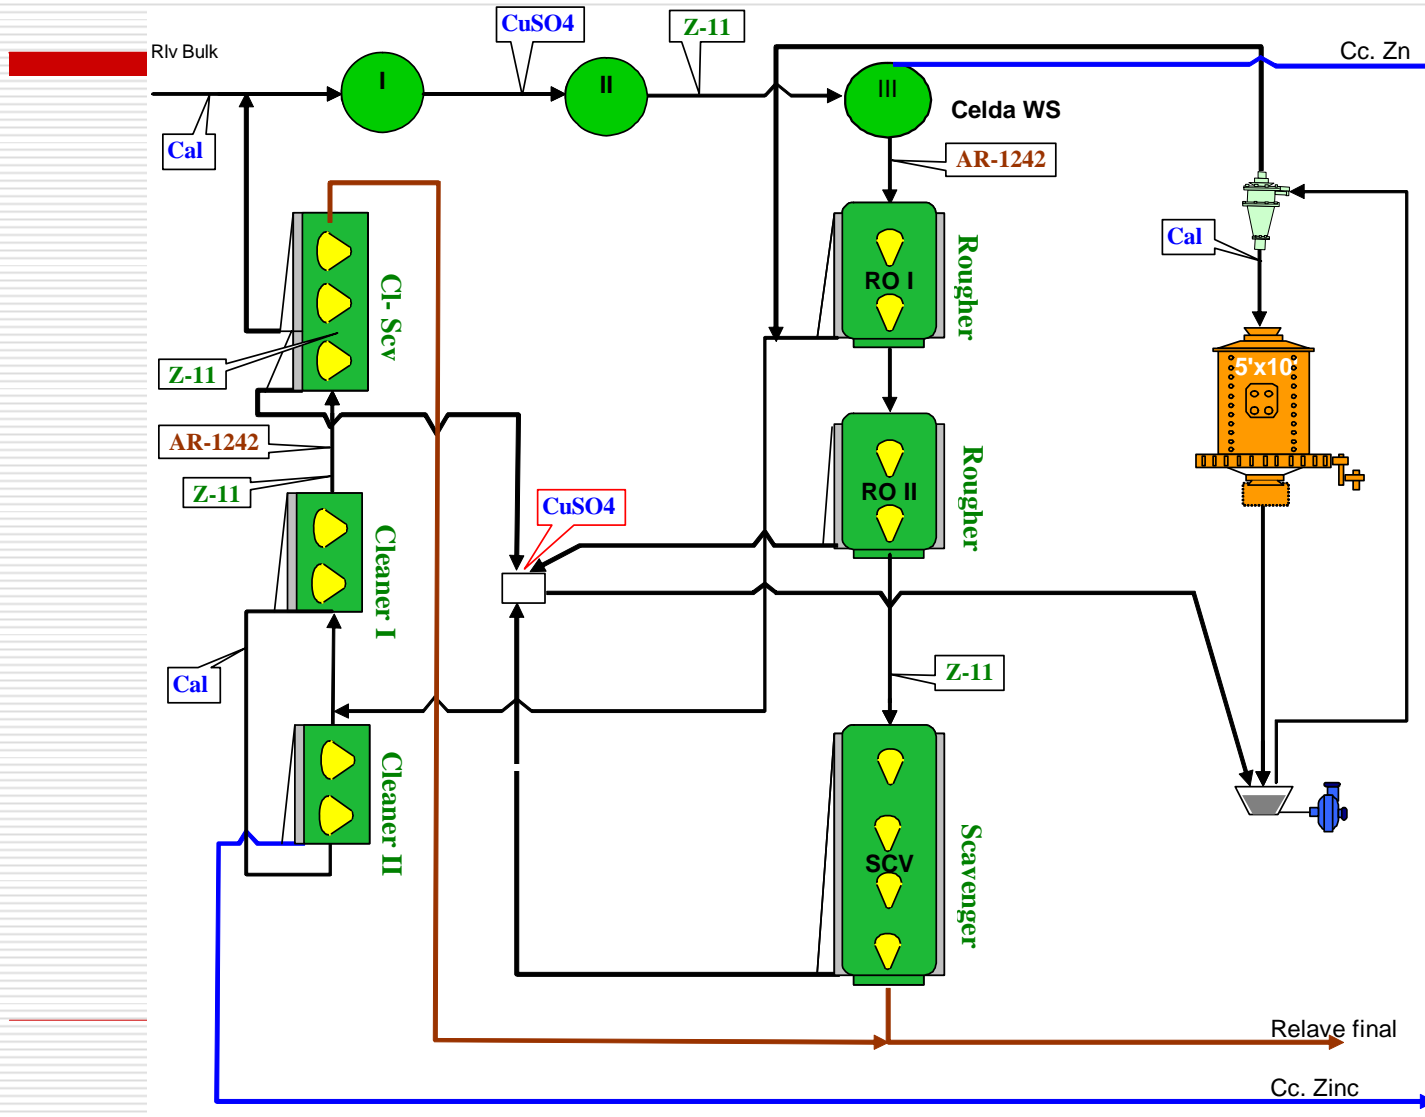 CuSO4
Z-11
Rlv Bulk
Cc. Zn
I
II
III
Celda WS
Cal
AR-1242
Cal
Rougher
RO I
Cl- Scv
Z-11
5'x10'
AR-1242
Z-11
Rougher
RO II
CuSO4
Cleaner I
Cal
Z-11
Cleaner II
Scavenger
SCV
Relave final
Cc. Zinc